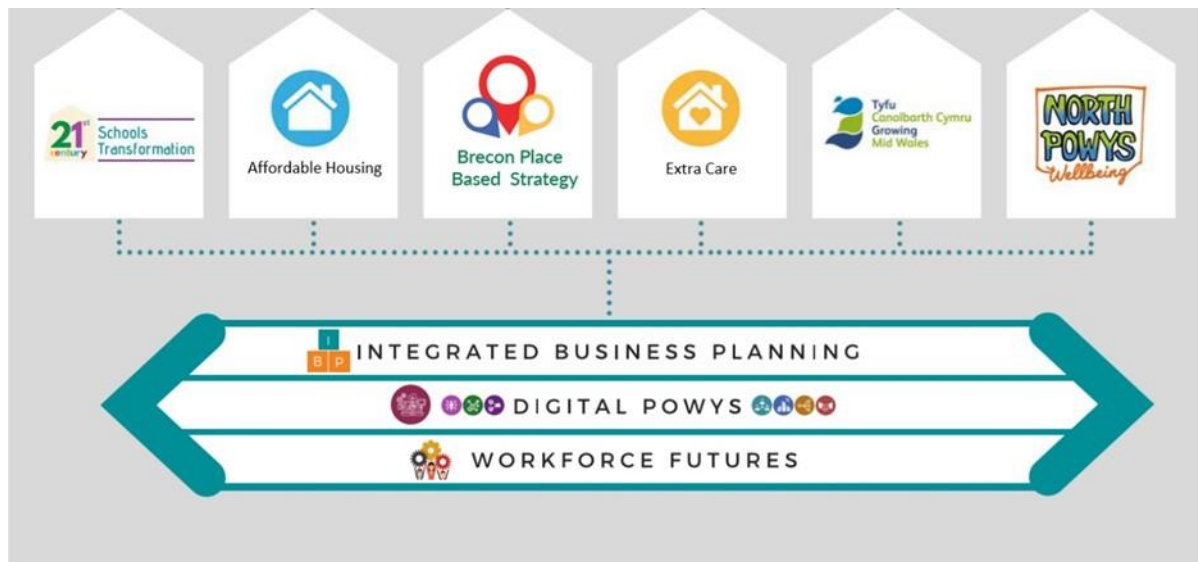 21st
century
Schools
Transformation
Affordable Housing
Brecon Place
Based Strategy
Extra Care
Tyfu
Canolbarth Cymru
Growing
Mid Wales
NORTH
POWYS
Wellbeing
I
B P
INTEGRATED BUSINESS PLANNING
DIGITAL POWYS
WORKFORCE FUTURES